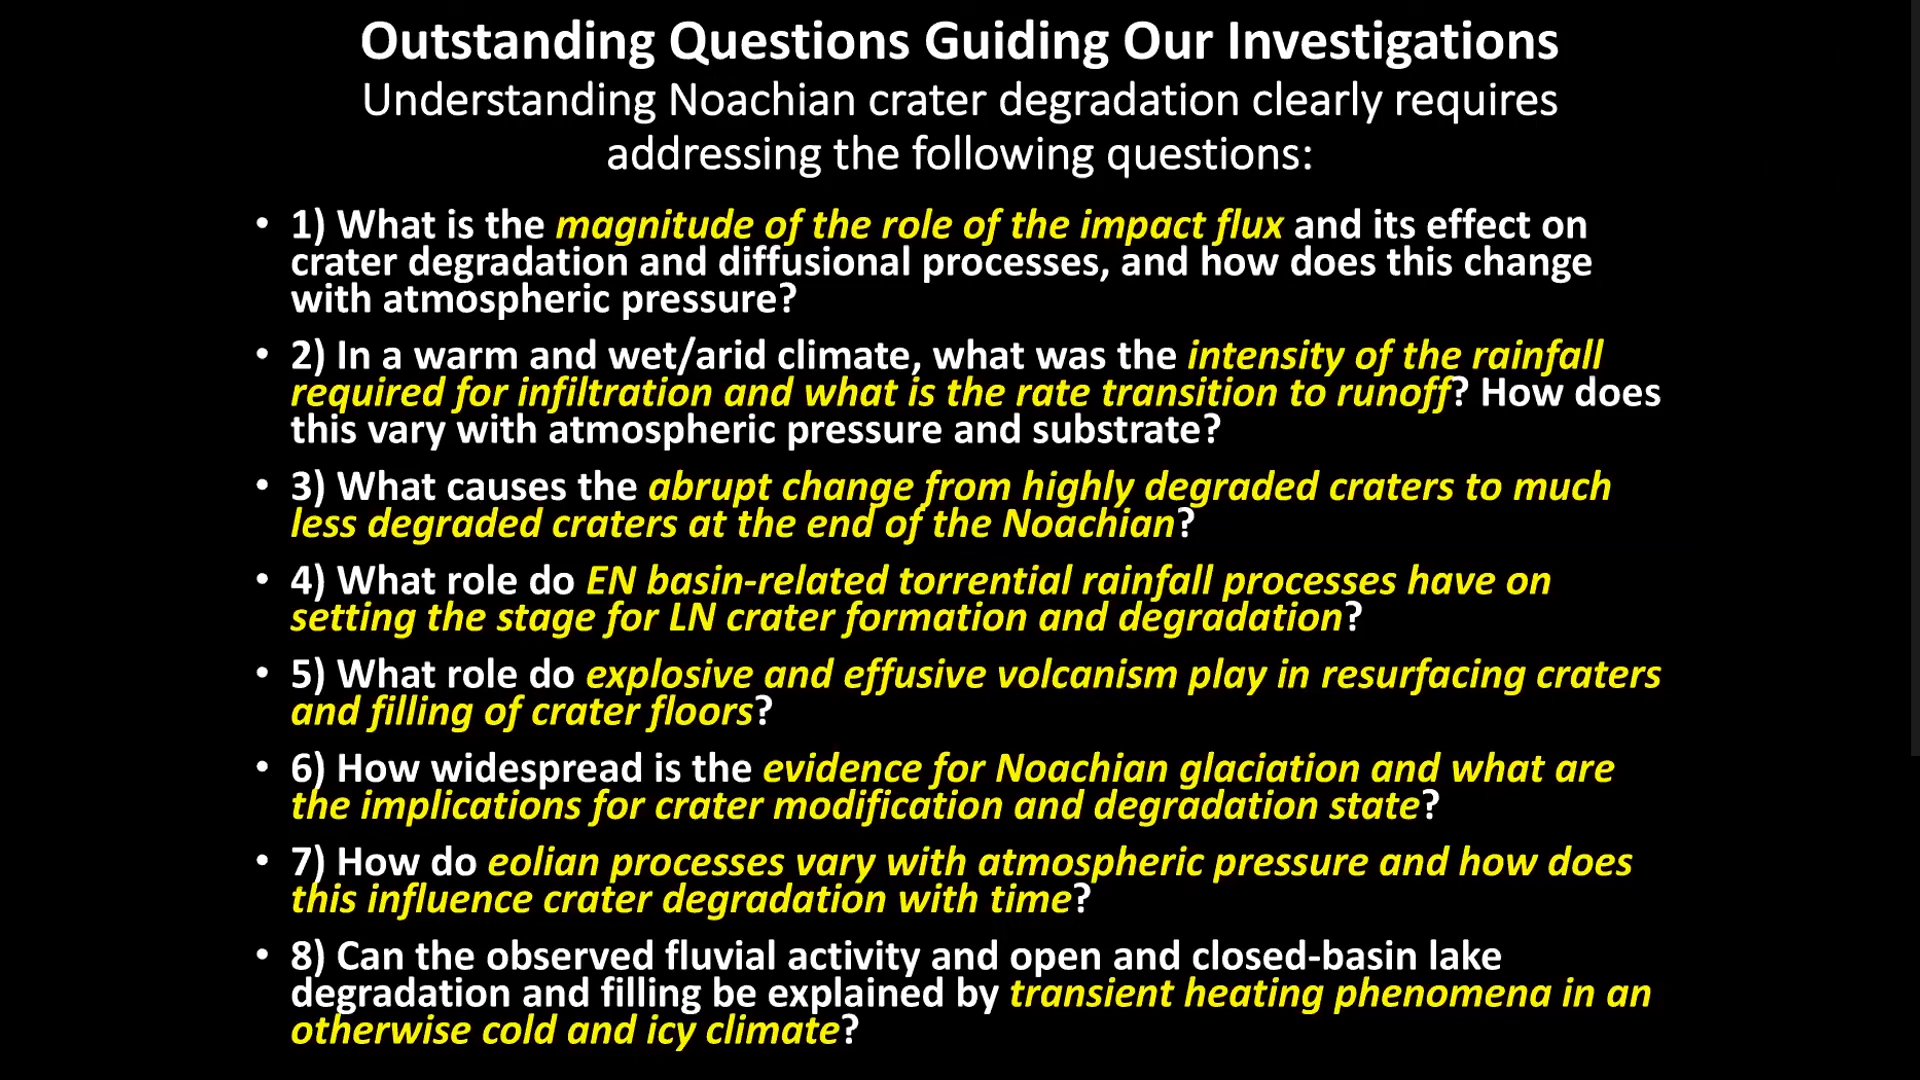 Outstanding Questions Guiding Our Investigations
Understanding Noachian crater degradation clearly requires
addressing the following questions:
• 1) What is the magnitude of the role of the impact flux and its effect on
crater degradation and diffusional processes, and how does this change
with atmospheric pressure?
• 2) In a warm and wet/arid climate, what was the intensity of the rainfall
required for infiltration and what is the rate transition to runoff? How does
this vary with atmospheric pressure and substrate?
• 3) What causes the abrupt change from highly degraded craters to much
less degraded craters at the end of the Noachian?
• 4) What role do EN basin-related torrential rainfall processes have on
setting the stage for LN crater formation and degradation?
• 5) What role do explosive and effusive volcanism play in resurfacing craters
and filling of crater floors?
• 6) How widespread is the evidence for Noachian glaciation and what are
the implications for crater modification and degradation state?
• 7) How do eolian processes vary with atmospheric pressure and how does
this influence crater degradation with time?
• 8) Can the observed fluvial activity and open and closed-basin lake
degradation and filling be explained by transient heating phenomena in an
otherwise cold and icy climate?